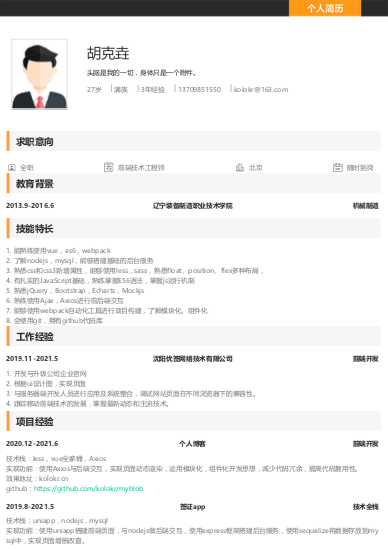 个人简历
胡克垚
头脑是我的一切，身体只是一个附件。
27岁 满族 3年经验 13709851550 kolokr@163.com
求职意向
全职 前端技术工程师 北京 随时到岗
教育背景
2013.9-2016.6 辽宁装备制造职业技术学院 机械制造
技能特长
1. 能熟练使用vue，es6，webpack
2. 了解nodejs，mysql，能够搭建基础的后台服务
3. 熟悉css和css3新增属性，能够使用less，sass，熟悉float、position、flex多种布局，
4. 有扎实的JavaScript基础，熟练掌握ES6语法，掌握js运行机制
5. 熟悉jQuery，Bootstrap，Echarts，Mockjs
6. 熟练使用Ajax，Axios进行前后端交互
7. 能够使用webpack自动化工具进行项目构建，了解模块化、组件化
8. 会使用git，拥有github代码库
工作经验
2019.11 -2021.5 沈阳优签网络技术有限公司 前端开发
1. 开发与升级公司企业官网
2. 根据ui设计图，实现页面
3. 与服务器端开发人员进行应用及系统整合，调试网站页面在不同浏览器下的兼容性。
4. 跟踪移动前端技术的发展，掌握最新动态和主流技术。
项目经验
2020.12 -2021.6 个人博客 前端开发
技术栈：less，vue全家桶，Axios
实现功能：使用Axios与后端交互，实现页面动态渲染，运用模块化，组件化开发思想，减少代码冗余，提高代码复用性。
效果地址：kolokr.cn
github：https://github.com/kolokr/myblob
2019.8-2021.5 签证app 技术全栈
技术栈：uniapp，nodejs，mysql
实现功能：使用uniapp搭建前端页面，与nodejs做后端交互，使用express框架搭建后台服务，使用sequelize将数据存放到my
sql中，实现页面增删改查。